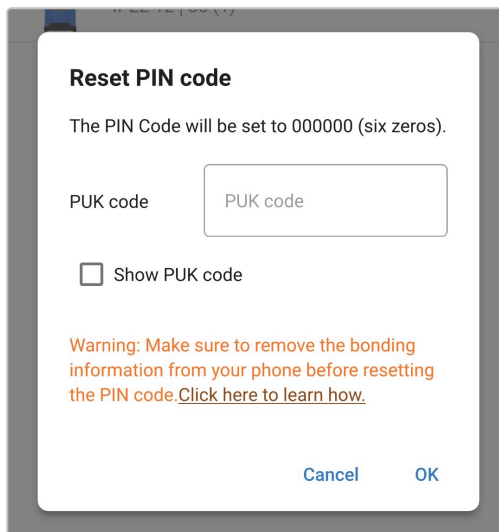 Reset PIN code
The PIN Code will be set to 000000 (six zeros).
PUK code
PUK code
Show PUK code
Warning: Make sure to remove the bonding
information from your phone before resetting
the PIN code.Click here to learn how.
Cancel
OK